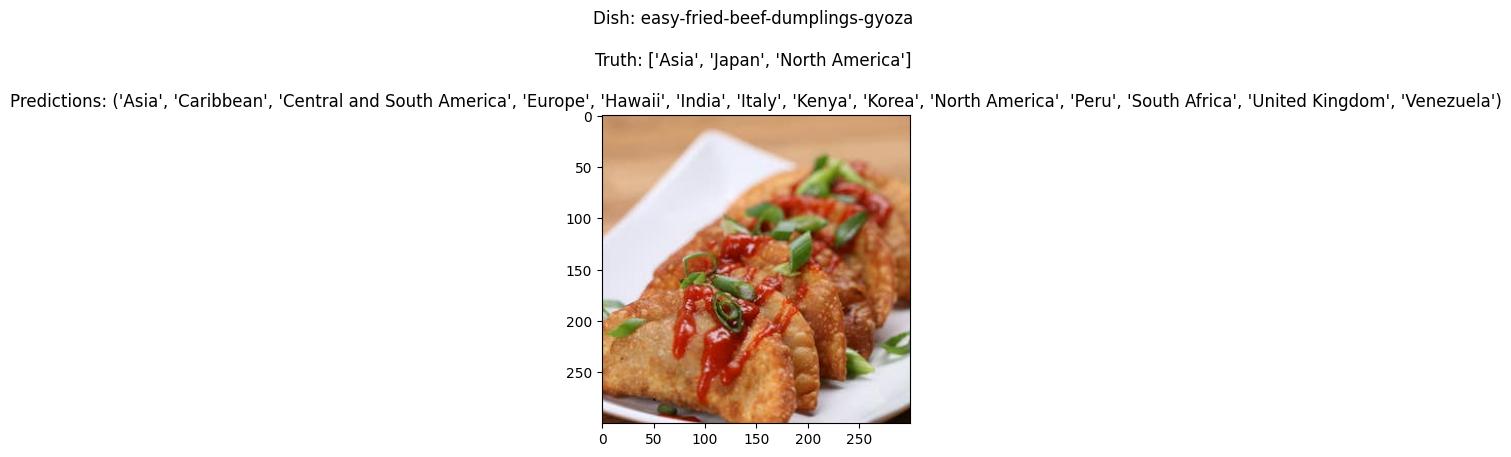 Dish: easy-fried-beef-dumplings-gyoza
Truth: ['Asia', 'Japan', 'North America']
Predictions: ('Asia', 'Caribbean', 'Central and South America', 'Europe', 'Hawaii', 'India', 'Italy', 'Kenya', 'Korea', 'North America', 'Peru', 'South Africa', 'United Kingdom', 'Venezuela')
0
50
100
150
200
250
0 50 100 150 200 250